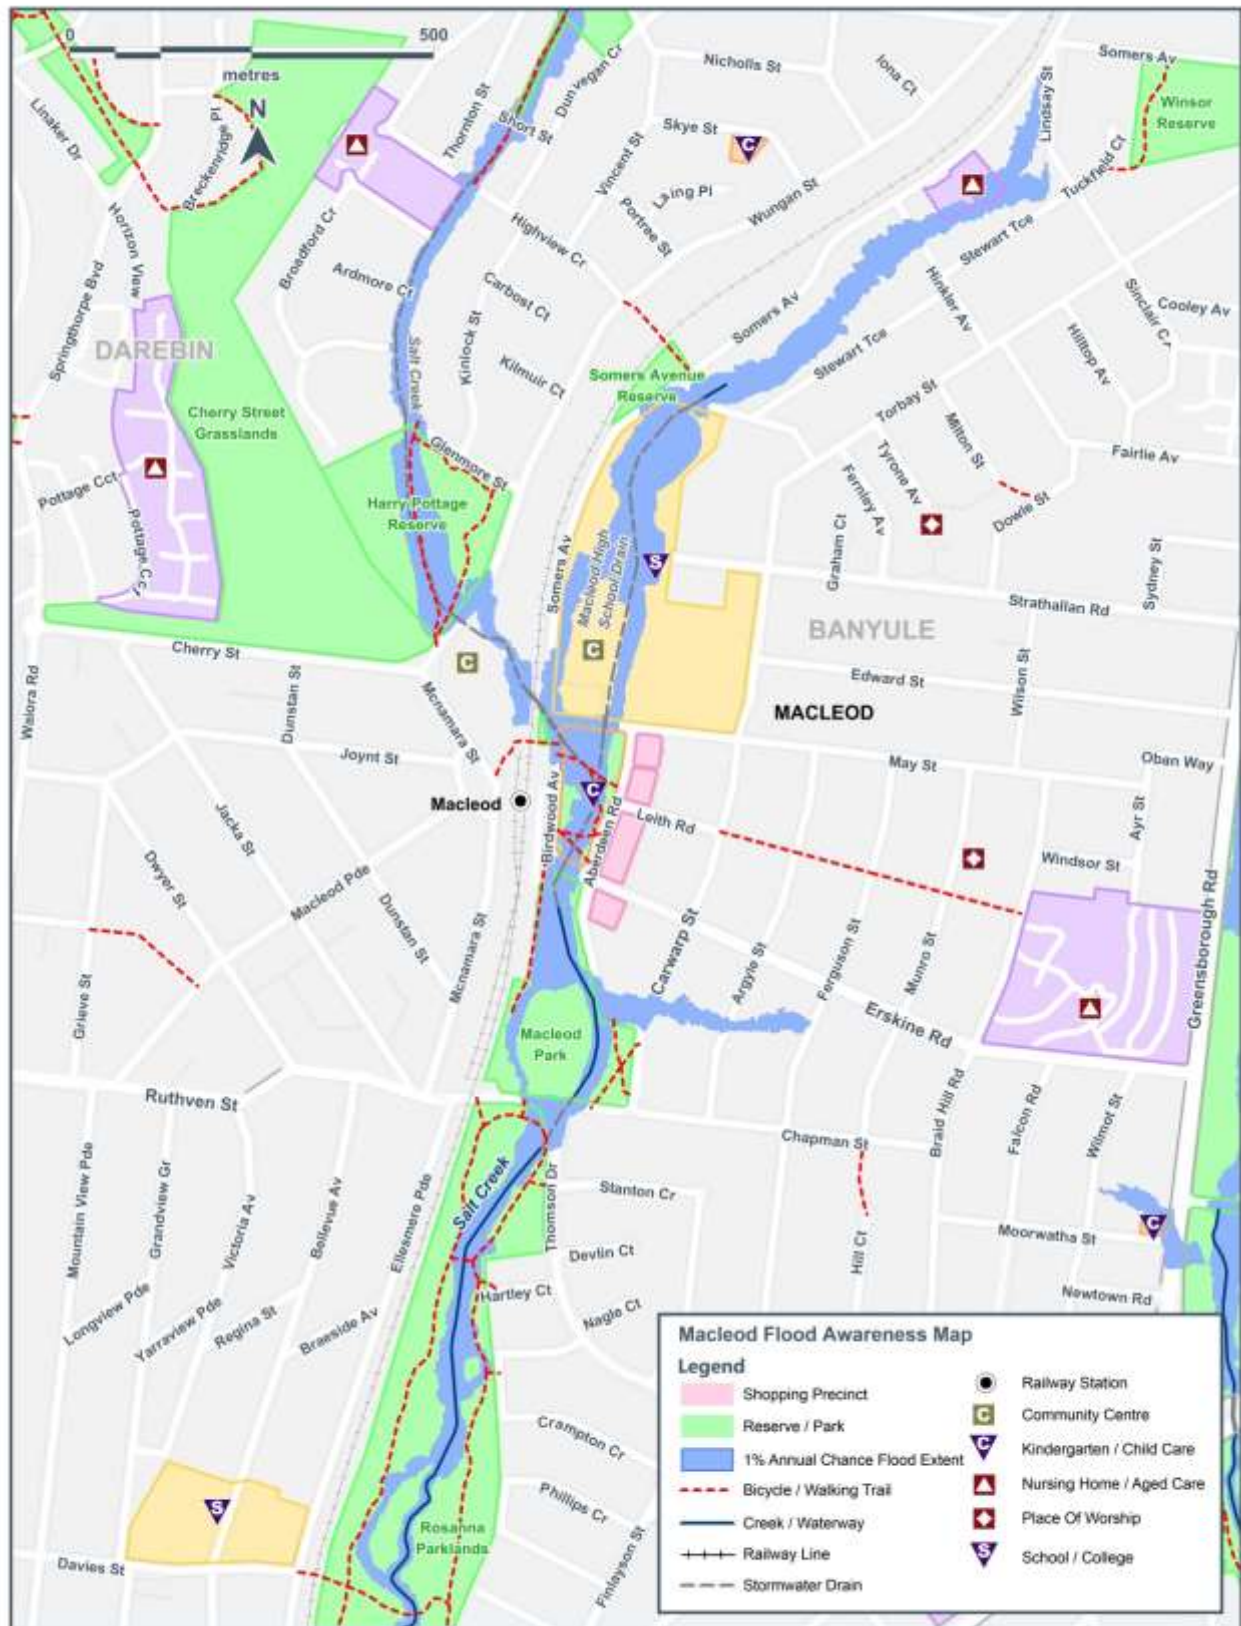 0 500
metres
N
Somers Av
Nicholls St
Iona Ct
Dunvegan Cr
Lindsay St
Winsor
Reserve
Linaker Dr
Breckenridge Pl
Thornton St
Short St
Skye St
C
Vincent St
Tuckfield Ct
Laing Pl
Wungan St
Portree St
Horizon View
Broadford Cr
Highview Cr
Stewart Tce
Springthorpe Bvd
Ardmore Ct
Carbost Ct
Hinkler Av
Sinclair Cr
Cooley Av
Somers Av
DAREBIN
Salt Creek
Kinlock St
Kilmuir Ct
Stewart Tce
Hilltop Av
Somers Avenue
Reserve
Cherry Street
Grasslands
Torbay St
Milton St
Glenmore St
Tyrone Av
Fairlie Av
Pottage Cct
Fernley Av
Harry Pottage
Reserve
Dowle St
Pottage Cct
Graham Ct
Somers Av
Macleod High
School Drain
S
Sydney St
Strathallan Rd
BANYULE
Cherry St
C
C
Walora Rd
Dunstan St
Mcnamara St
Edward St
Wilson St
MACLEOD
Joynt St
May St
Oban Way
Macleod
Birdwood Av
C
Aberdeen Rd
Leith Rd
Ayr St
Jacka St
Dwyer St
Macleod Pde
Windsor St
Dunstan St
Mcnamara St
Carwarp St
Argyle St
Ferguson St
Munro St
Greensborough Rd
Grieve St
Erskine Rd
Macleod
Park
Ruthven St
Braid Hill Rd
Falcon Rd
Wilmot St
Chapman St
Mountain View Pde
Grandview Gr
Victoria Av
Bellevue Av
Ellesmere Pde
Salt Creek
Thomson Dr
Stanton Cr
Hill Ct
Moorwatha St
C
Devlin Ct
Hartley Ct
Newtown Rd
Longview Pde
Yarraview Pde
Regina St
Braeside Av
Nagle Ct
Crampton Cr
Phillips Cr
S
Rosanna
Parklands
Finlayson St
Davies St
Macleod Flood Awareness Map
Legend
Shopping Precinct
Reserve / Park
1% Annual Chance Flood Extent
Bicycle / Walking Trail
Creek / Waterway
Railway Line
Stormwater Drain
Railway Station
C Community Centre
C Kindergarten / Child Care
Nursing Home / Aged Care
Place Of Worship
S School / College